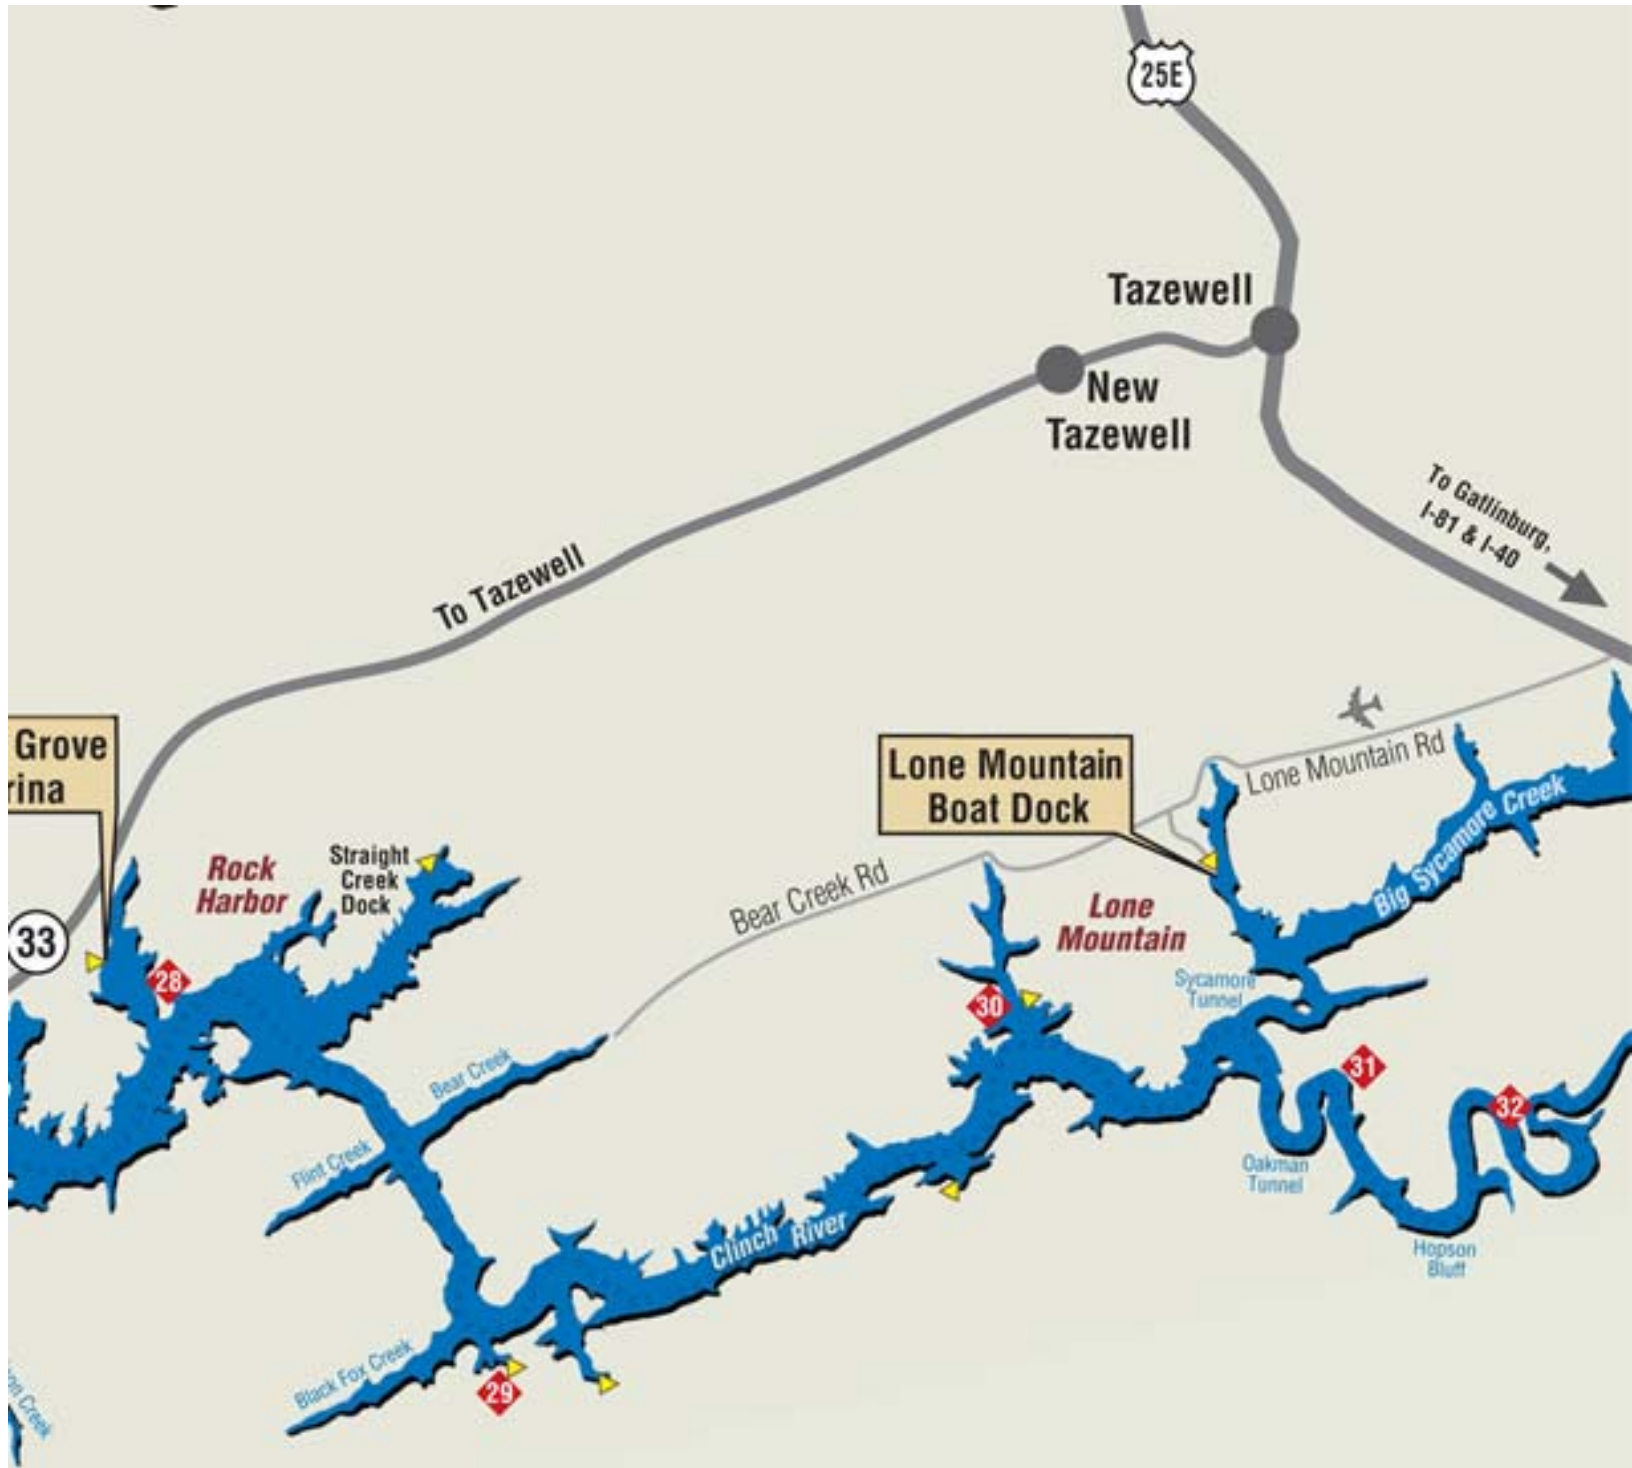 25E
Tazewell
New
Tazewell
To Gatlinburg,
I-81 & I-40
To Tazewell
Grove
rina
Lone Mountain
Boat Dock
Lone Mountain Rd
Big Sycamore Creek
Rock
Harbor
Straight
Creek
Dock
Bear Creek Rd
Lone
Mountain
33
28
30
Sycamore
Tunnel
31
32
Bear Creek
Flint Creek
Oakman
Tunnel
Clinch River
Hopson
Bluff
Black Fox Creek
29
Creek